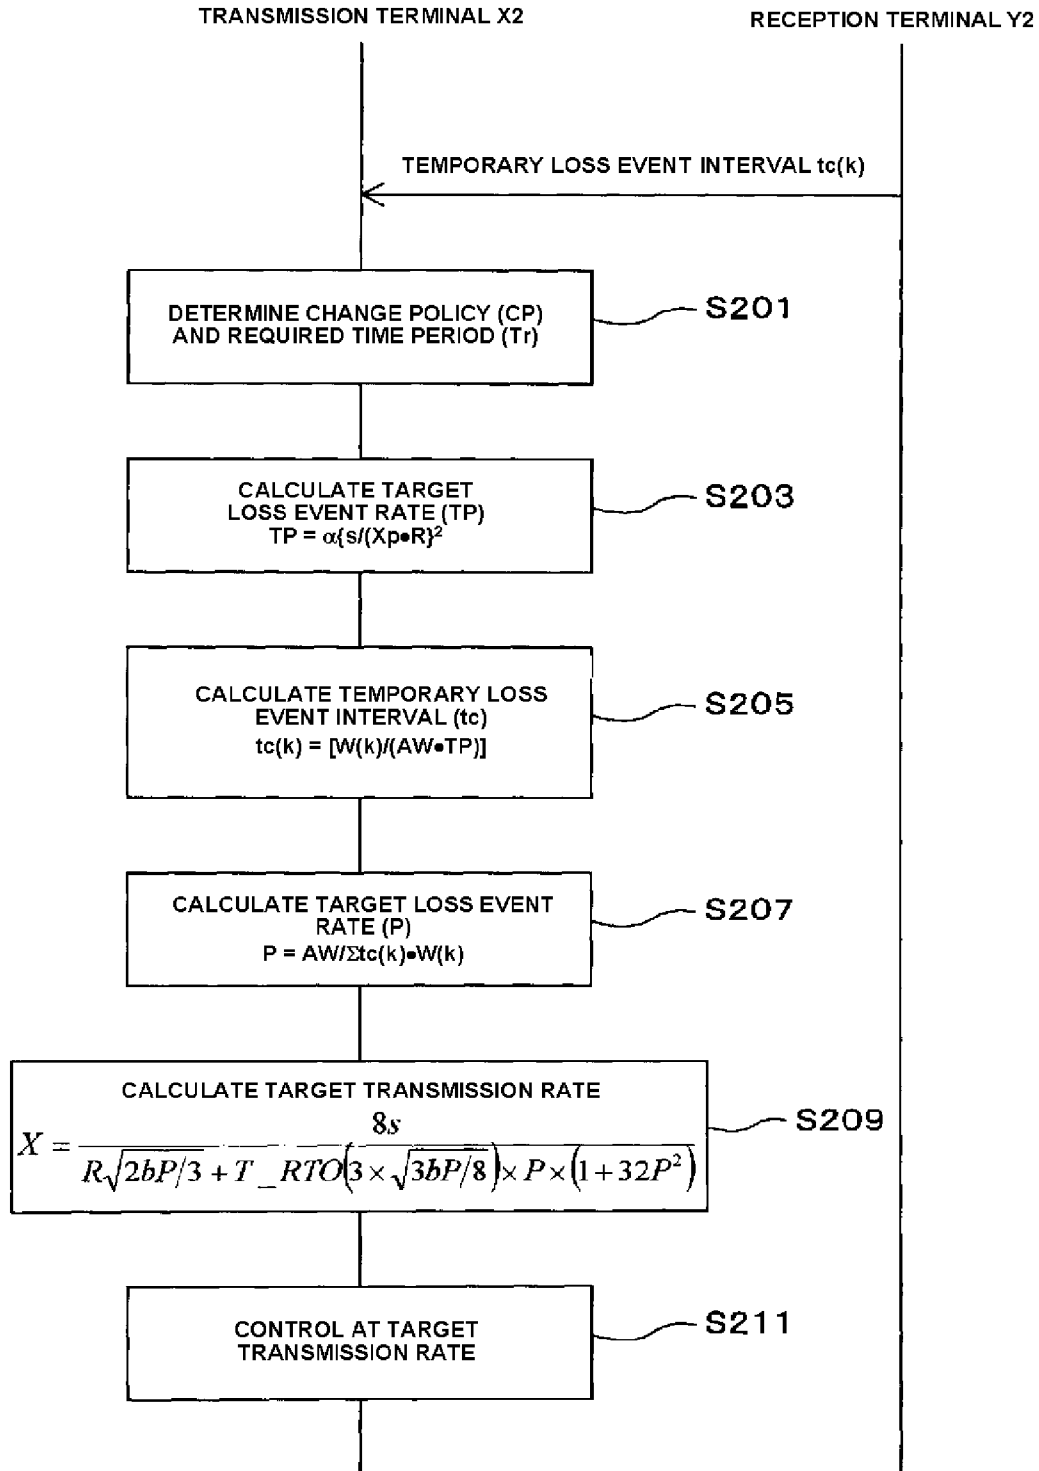 TRANSMISSION TERMINAL X2
RECEPTION TERMINAL Y2
TEMPORARY LOSS EVENT INTERVAL tc(k)
DETERMINE CHANGE POLICY (CP)
AND REQUIRED TIME PERIOD (Tr)
S201
CALCULATE TARGET
LOSS EVENT RATE (TP)
TP = α{s/(Xp•R}²
S203
CALCULATE TEMPORARY LOSS
EVENT INTERVAL (tc)
tc(k) = [W(k)/(AW•TP)]
S205
CALCULATE TARGET LOSS EVENT
RATE (P)
P = AW/Σtc(k)•W(k)
S207
CALCULATE TARGET TRANSMISSION RATE
X = 8s / R√2bP/3 + T_RTO(3 × √3bP/8) × P × (1 + 32P²)
S209
CONTROL AT TARGET
TRANSMISSION RATE
S211